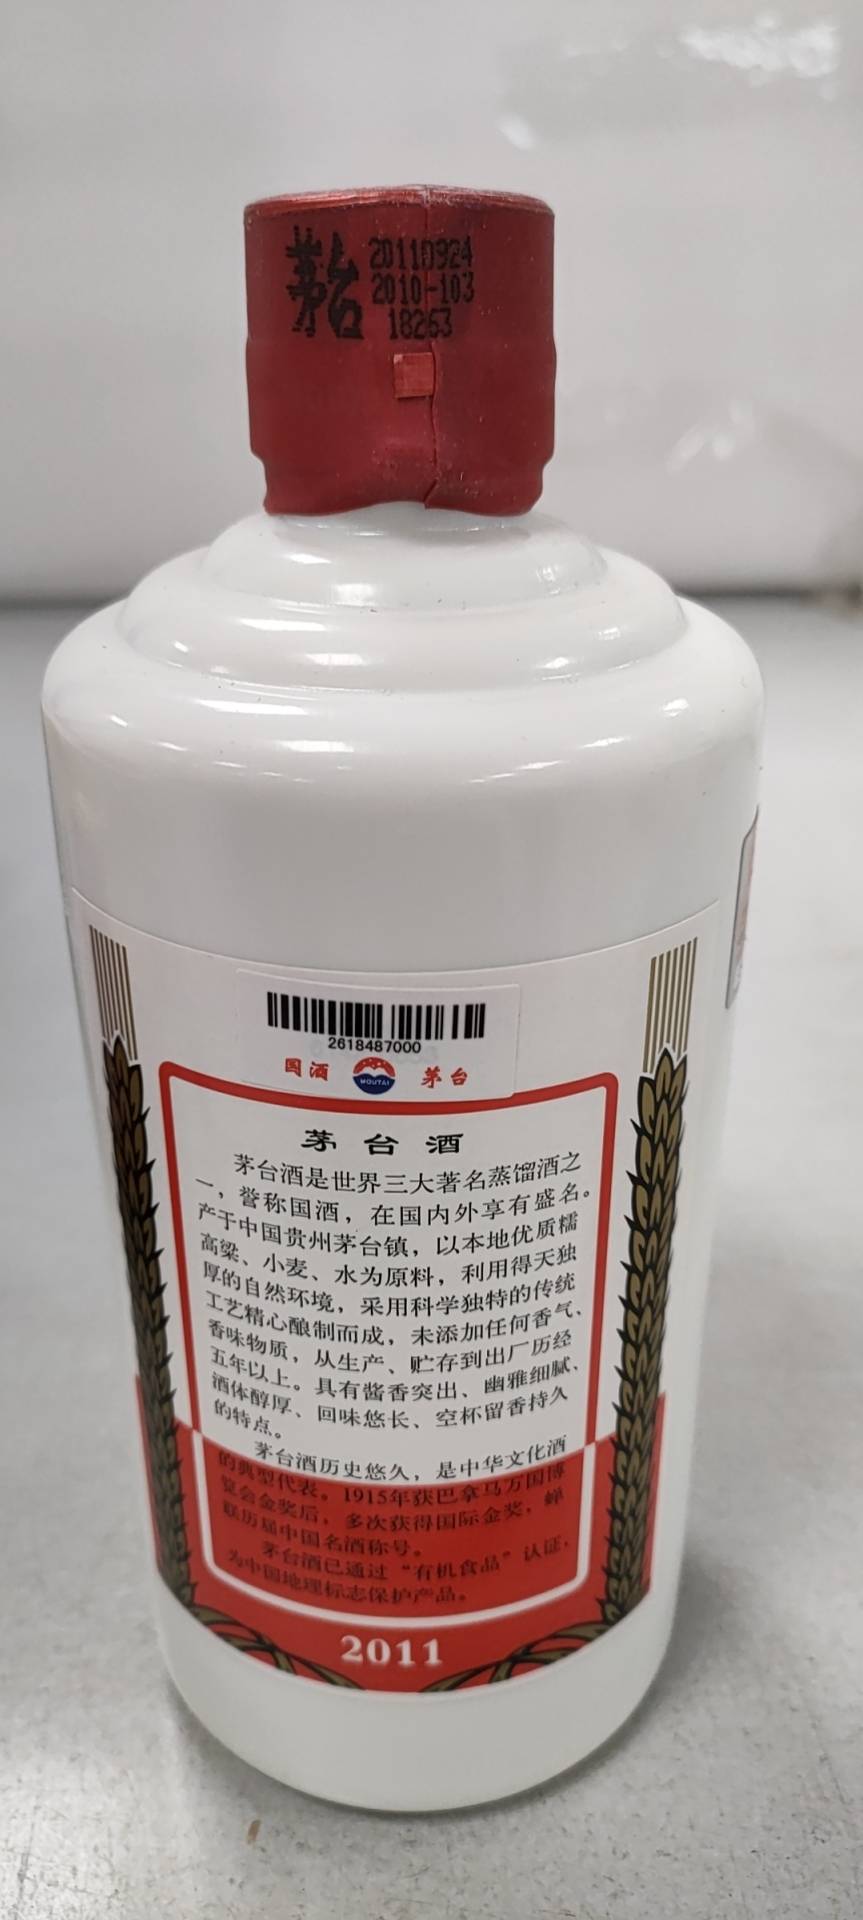 茅台
20110924
2010-103
18263
2618487000
国酒 MOUTAI 茅台
茅台酒
茅台酒是世界三大著名蒸馏酒之
一，誉称国酒，在国内外享有盛名。
产于中国贵州茅台镇，以本地优质糯
高粱、小麦、水为原料，利用得天独
厚的自然环境，采用科学独特的传统
工艺精心酿制而成，未添加任何香气、
香味物质，从生产、贮存到出厂历经
五年以上。具有酱香突出、幽雅细腻、
酒体醇厚、回味悠长、空杯留香持久
的特点。
茅台酒历史悠久，是中华文化酒
的典型代表。1915年获巴拿马万国博
览会金奖后，多次获得国际金奖，蝉
联历届中国名酒称号。
茅台酒已通过“有机食品”认证，
为中国地理标志保护产品。
2011